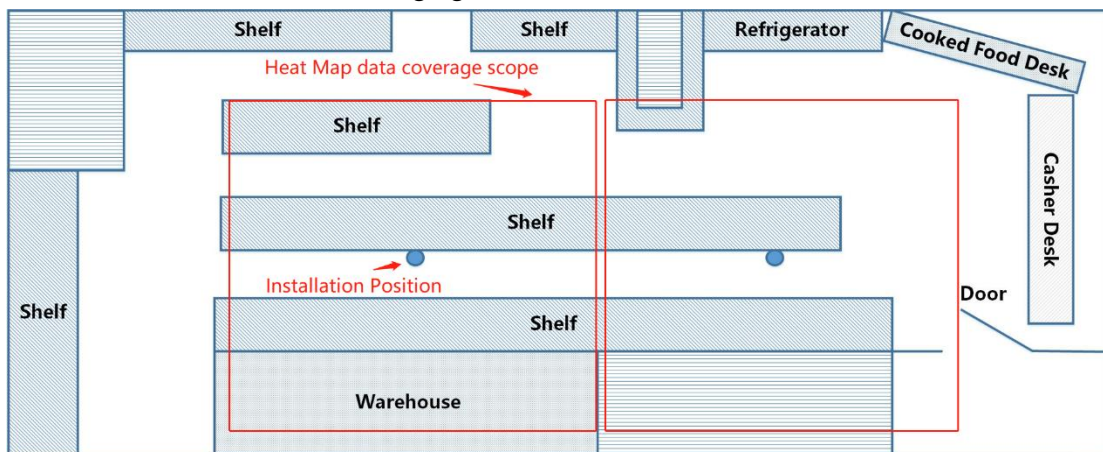 Shelf
Shelf
Refrigerator
Cooked Food Desk
Heat Map data coverage scope
Shelf
Casher Desk
Shelf
Installation Position
Door
Shelf
Shelf
Warehouse